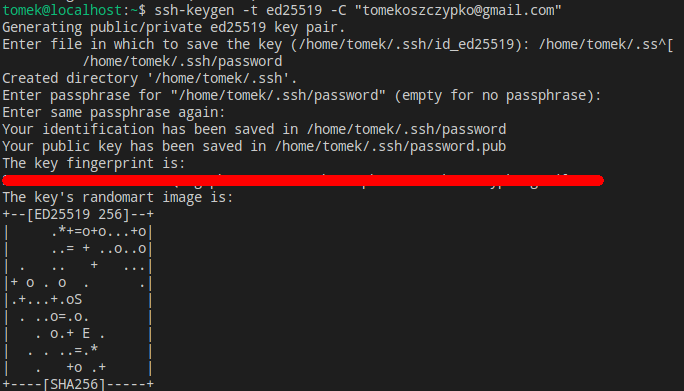 tomek@localhost:~$ ssh-keygen -t ed25519 -C "tomekoszczypko@gmail.com"
Generating public/private ed25519 key pair.
Enter file in which to save the key (/home/tomek/.ssh/id_ed25519): /home/tomek/.ss^[
          /home/tomek/.ssh/password
Created directory '/home/tomek/.ssh'.
Enter passphrase for "/home/tomek/.ssh/password" (empty for no passphrase):
Enter same passphrase again:
Your identification has been saved in /home/tomek/.ssh/password
Your public key has been saved in /home/tomek/.ssh/password.pub
The key fingerprint is:
The key's randomart image is:
+--[ED25519 256]--+
|     .*+=o+o...+o|
|     ..= + ..o..o|
| .   ..   +   ...|
|+ o . o  .      .|
|.+...+.oS        |
| . ..o=.o.       |
|   . o.+ E .     |
|  . . . ..=.*    |
|   .   +o .+     |
+----[SHA256]-----+